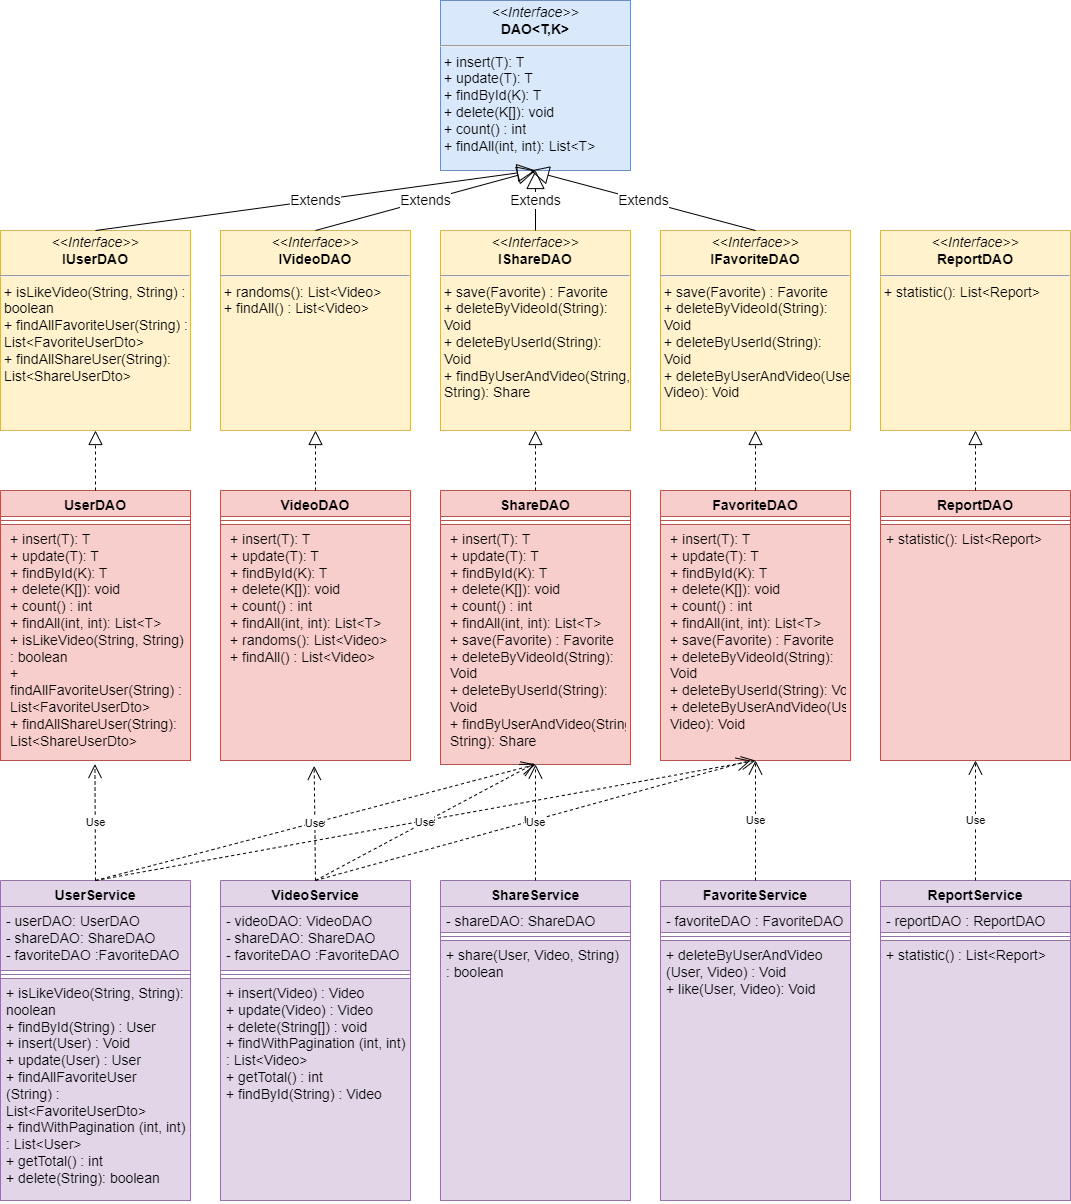 <<Interface>>
DAO<T,K>
+ insert(T): T
+ update(T): T
+ findById(K): T
+ delete(K[]): void
+ count() : int
+ findAll(int, int): List<T>
Extends
Extends
Extends
Extends
<<Interface>>
IUserDAO
+ isLikeVideo(String, String) :
boolean
+ findAllFavoriteUser(String) :
List<FavoriteUserDto>
+ findAllShareUser(String):
List<ShareUserDto>
<<Interface>>
IVideoDAO
+ randoms(): List<Video>
+ findAll() : List<Video>
<<Interface>>
IShareDAO
+ save(Favorite) : Favorite
+ deleteByVideoId(String):
Void
+ deleteByUserId(String):
Void
+ findByUserAndVideo(String,
String): Share
<<Interface>>
IFavoriteDAO
+ save(Favorite) : Favorite
+ deleteByVideoId(String):
Void
+ deleteByUserId(String):
Void
+ deleteByUserAndVideo(Use
Video): Void
<<Interface>>
ReportDAO
+ statistic(): List<Report>
UserDAO
+ insert(T): T
+ update(T): T
+ findById(K): T
+ delete(K[]): void
+ count() : int
+ findAll(int, int): List<T>
+ isLikeVideo(String, String)
: boolean
+
findAllFavoriteUser(String) :
List<FavoriteUserDto>
+ findAllShareUser(String):
List<ShareUserDto>
VideoDAO
+ insert(T): T
+ update(T): T
+ findById(K): T
+ delete(K[]): void
+ count() : int
+ findAll(int, int): List<T>
+ randoms(): List<Video>
+ findAll() : List<Video>
ShareDAO
+ insert(T): T
+ update(T): T
+ findById(K): T
+ delete(K[]): void
+ count() : int
+ findAll(int, int): List<T>
+ save(Favorite) : Favorite
+ deleteByVideoId(String):
Void
+ deleteByUserId(String):
Void
+ findByUserAndVideo(String
String): Share
FavoriteDAO
+ insert(T): T
+ update(T): T
+ findById(K): T
+ delete(K[]): void
+ count() : int
+ findAll(int, int): List<T>
+ save(Favorite) : Favorite
+ deleteByVideoId(String):
Void
+ deleteByUserId(String): Vo
+ deleteByUserAndVideo(Us
Video): Void
ReportDAO
+ statistic(): List<Report>
Use
Use
Use
Use
Use
Use
UserService
- userDAO: UserDAO
- shareDAO: ShareDAO
- favoriteDAO :FavoriteDAO
+ isLikeVideo(String, String):
noolean
+ findById(String) : User
+ insert(User) : Void
+ update(User) : User
+ findAllFavoriteUser
(String) :
List<FavoriteUserDto>
+ findWithPagination (int, int)
: List<User>
+ getTotal() : int
+ delete(String): boolean
VideoService
- videoDAO: VideoDAO
- shareDAO: ShareDAO
- favoriteDAO :FavoriteDAO
+ insert(Video) : Video
+ update(Video) : Video
+ delete(String[]) : void
+ findWithPagination (int, int)
: List<Video>
+ getTotal() : int
+ findById(String) : Video
ShareService
- shareDAO: ShareDAO
+ share(User, Video, String)
: boolean
FavoriteService
- favoriteDAO : FavoriteDAO
+ deleteByUserAndVideo
(User, Video) : Void
+ like(User, Video): Void
ReportService
- reportDAO : ReportDAO
+ statistic() : List<Report>